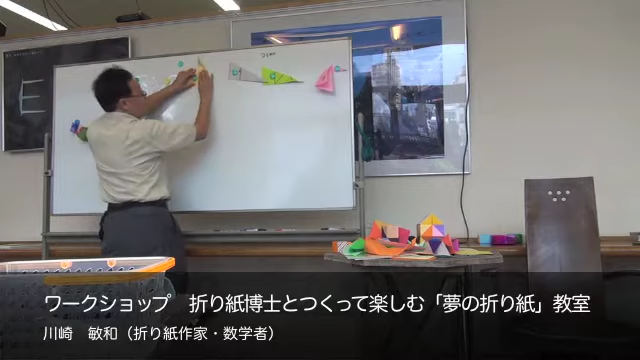 ワークショップ 折り紙博士とつくって楽しむ「夢の折り紙」教室
川崎 敏和（折り紙作家・数学者）